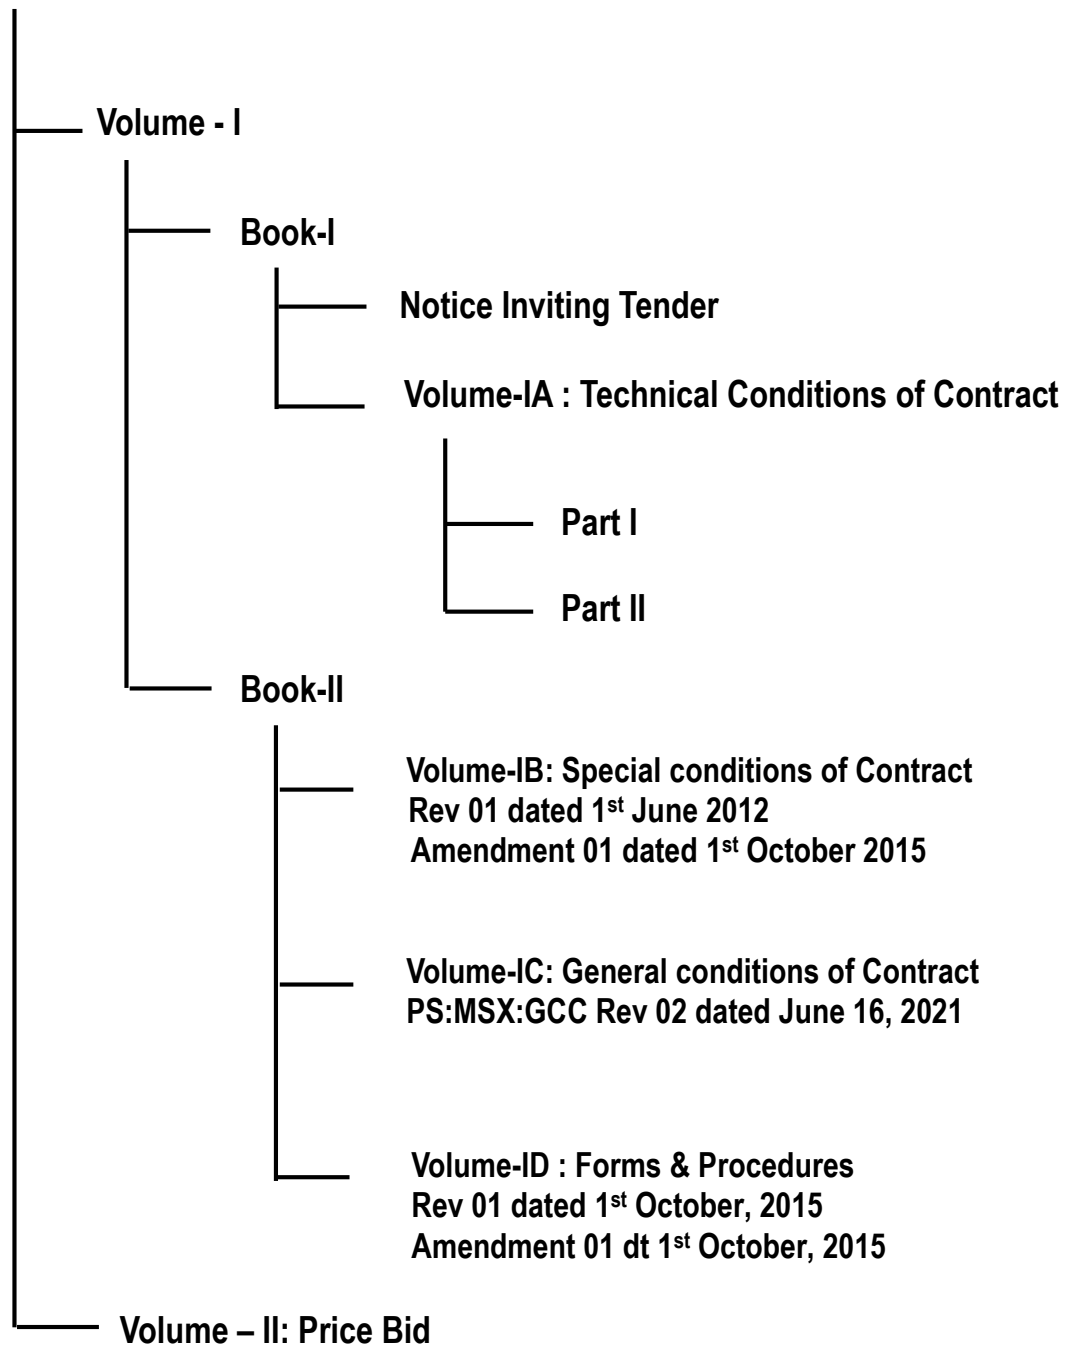 Volume - I
Book-I
Notice Inviting Tender
Volume-IA : Technical Conditions of Contract
Part I
Part II
Book-II
Volume-IB: Special conditions of Contract
Rev 01 dated 1st June 2012
Amendment 01 dated 1st October 2015
Volume-IC: General conditions of Contract
PS:MSX:GCC Rev 02 dated June 16, 2021
Volume-ID : Forms & Procedures
Rev 01 dated 1st October, 2015
Amendment 01 dt 1st October, 2015
Volume – II: Price Bid